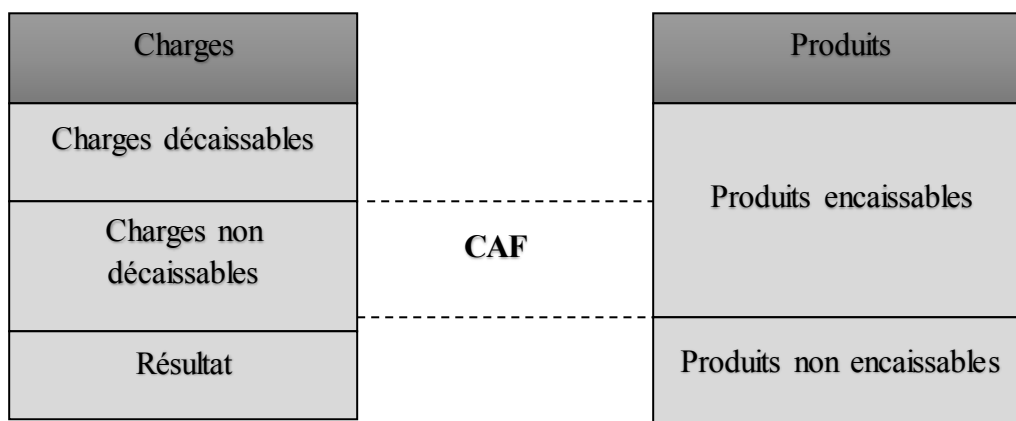 Charges
Produits
Charges décaissables
Produits encaissables
Charges non
décaissables
CAF
Résultat
Produits non encaissables